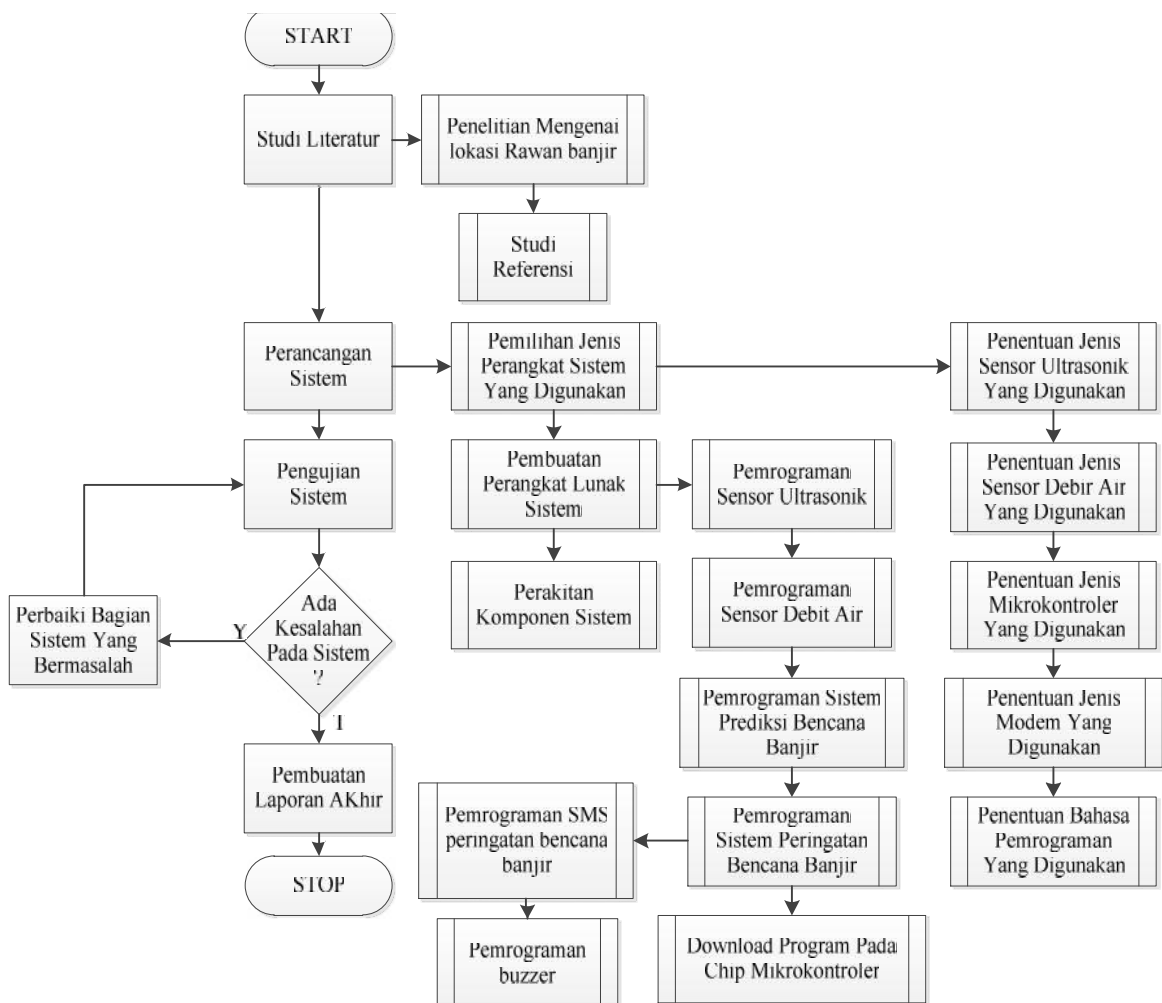 START
Studi Literatur
Penelitian Mengenai
lokasi Rawan banjir
Studi
Referensi
Perancangan
Sistem
Pemilihan Jenis
Perangkat Sistem
Yang Digunakan
Penentuan Jenis
Sensor Ultrasonik
Yang Digunakan
Pengujian
Sistem
Pembuatan
Perangkat Lunak
Sistem
Pemrograman
Sensor Ultrasonik
Penentuan Jenis
Sensor Debir Air
Yang Digunakan
Perbaiki Bagian
Sistem Yang
Bermasalah
Y
Ada
Kesalahan
Pada Sistem
?
T
Perakitan
Komponen Sistem
Pemrograman
Sensor Debit Air
Penentuan Jenis
Mikrokontroler
Yang Digunakan
Pemrograman Sistem
Prediksi Bencana
Banjir
Penentuan Jenis
Modem Yang
Digunakan
Pembuatan
Laporan AKhir
Pemrograman SMS
peringatan bencana
banjir
Pemrograman
Sistem Peringatan
Bencana Banjir
Penentuan Bahasa
Pemrograman
Yang Digunakan
STOP
Pemrograman
buzzer
Download Program Pada
Chip Mikrokontroler